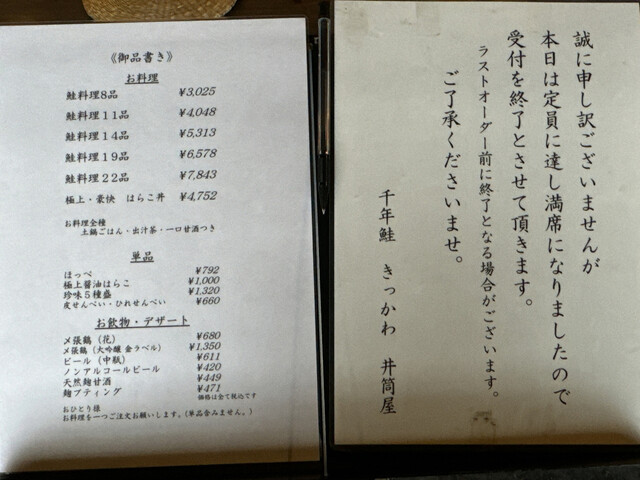 《御品書き》
お料理
鮭料理8品 ¥3,025
鮭料理11品 ¥4,048
鮭料理14品 ¥5,313
鮭料理19品 ¥6,578
鮭料理22品 ¥7,843
極上・豪快 はらこ丼 ¥4,752
お料理全種
土鍋ごはん・出汁茶・一口甘酒つき
単品
ほっぺ ¥792
極上醤油はらこ ¥1,000
珍味5種盛 ¥1,320
皮せんべい・ひれせんべい ¥660
お飲物・デザート
〆張鶴(花) ¥680
〆張鶴(大吟醸 金ラベル) ¥1,350
ビール(中瓶) ¥611
ノンアルコールビール ¥420
天然麹甘酒 ¥449
麹プティング ¥471
価格は全て税込です
おひとり様
お料理を一つご注文お願いします。(単品含みません。)
誠に申し訳ございませんが
本日は定員に達し満席になりましたので
受付を終了とさせて頂きます。
ラストオーダー前に終了となる場合がございます。
ご了承くださいませ。
千年鮭 きっかわ 井筒屋